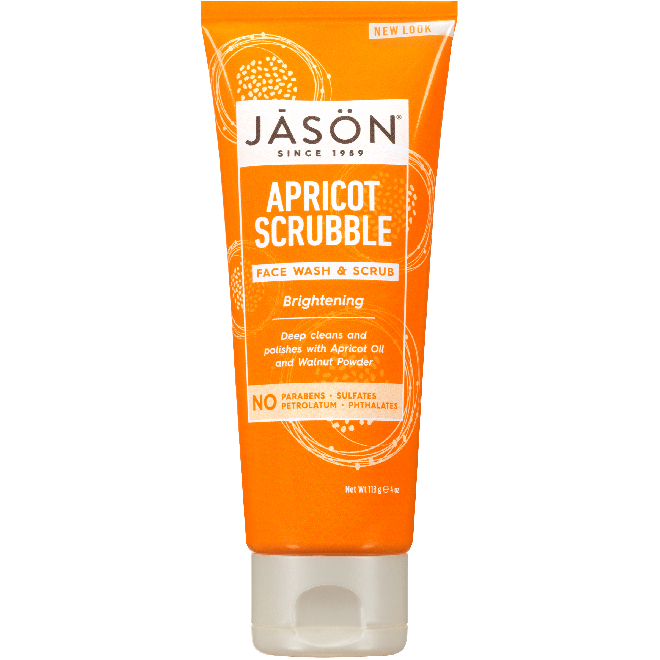 NEW LOOK
JĀSÖN®
SINCE 1959
APRICOT
SCRUBBLE
FACE WASH & SCRUB
Brightening
Deep cleans and
polishes with Apricot Oil
and Walnut Powder
NO PARABENS • SULFATES
PETROLATUM • PHTHALATES
Net Wt 113 g ℮ 4 oz